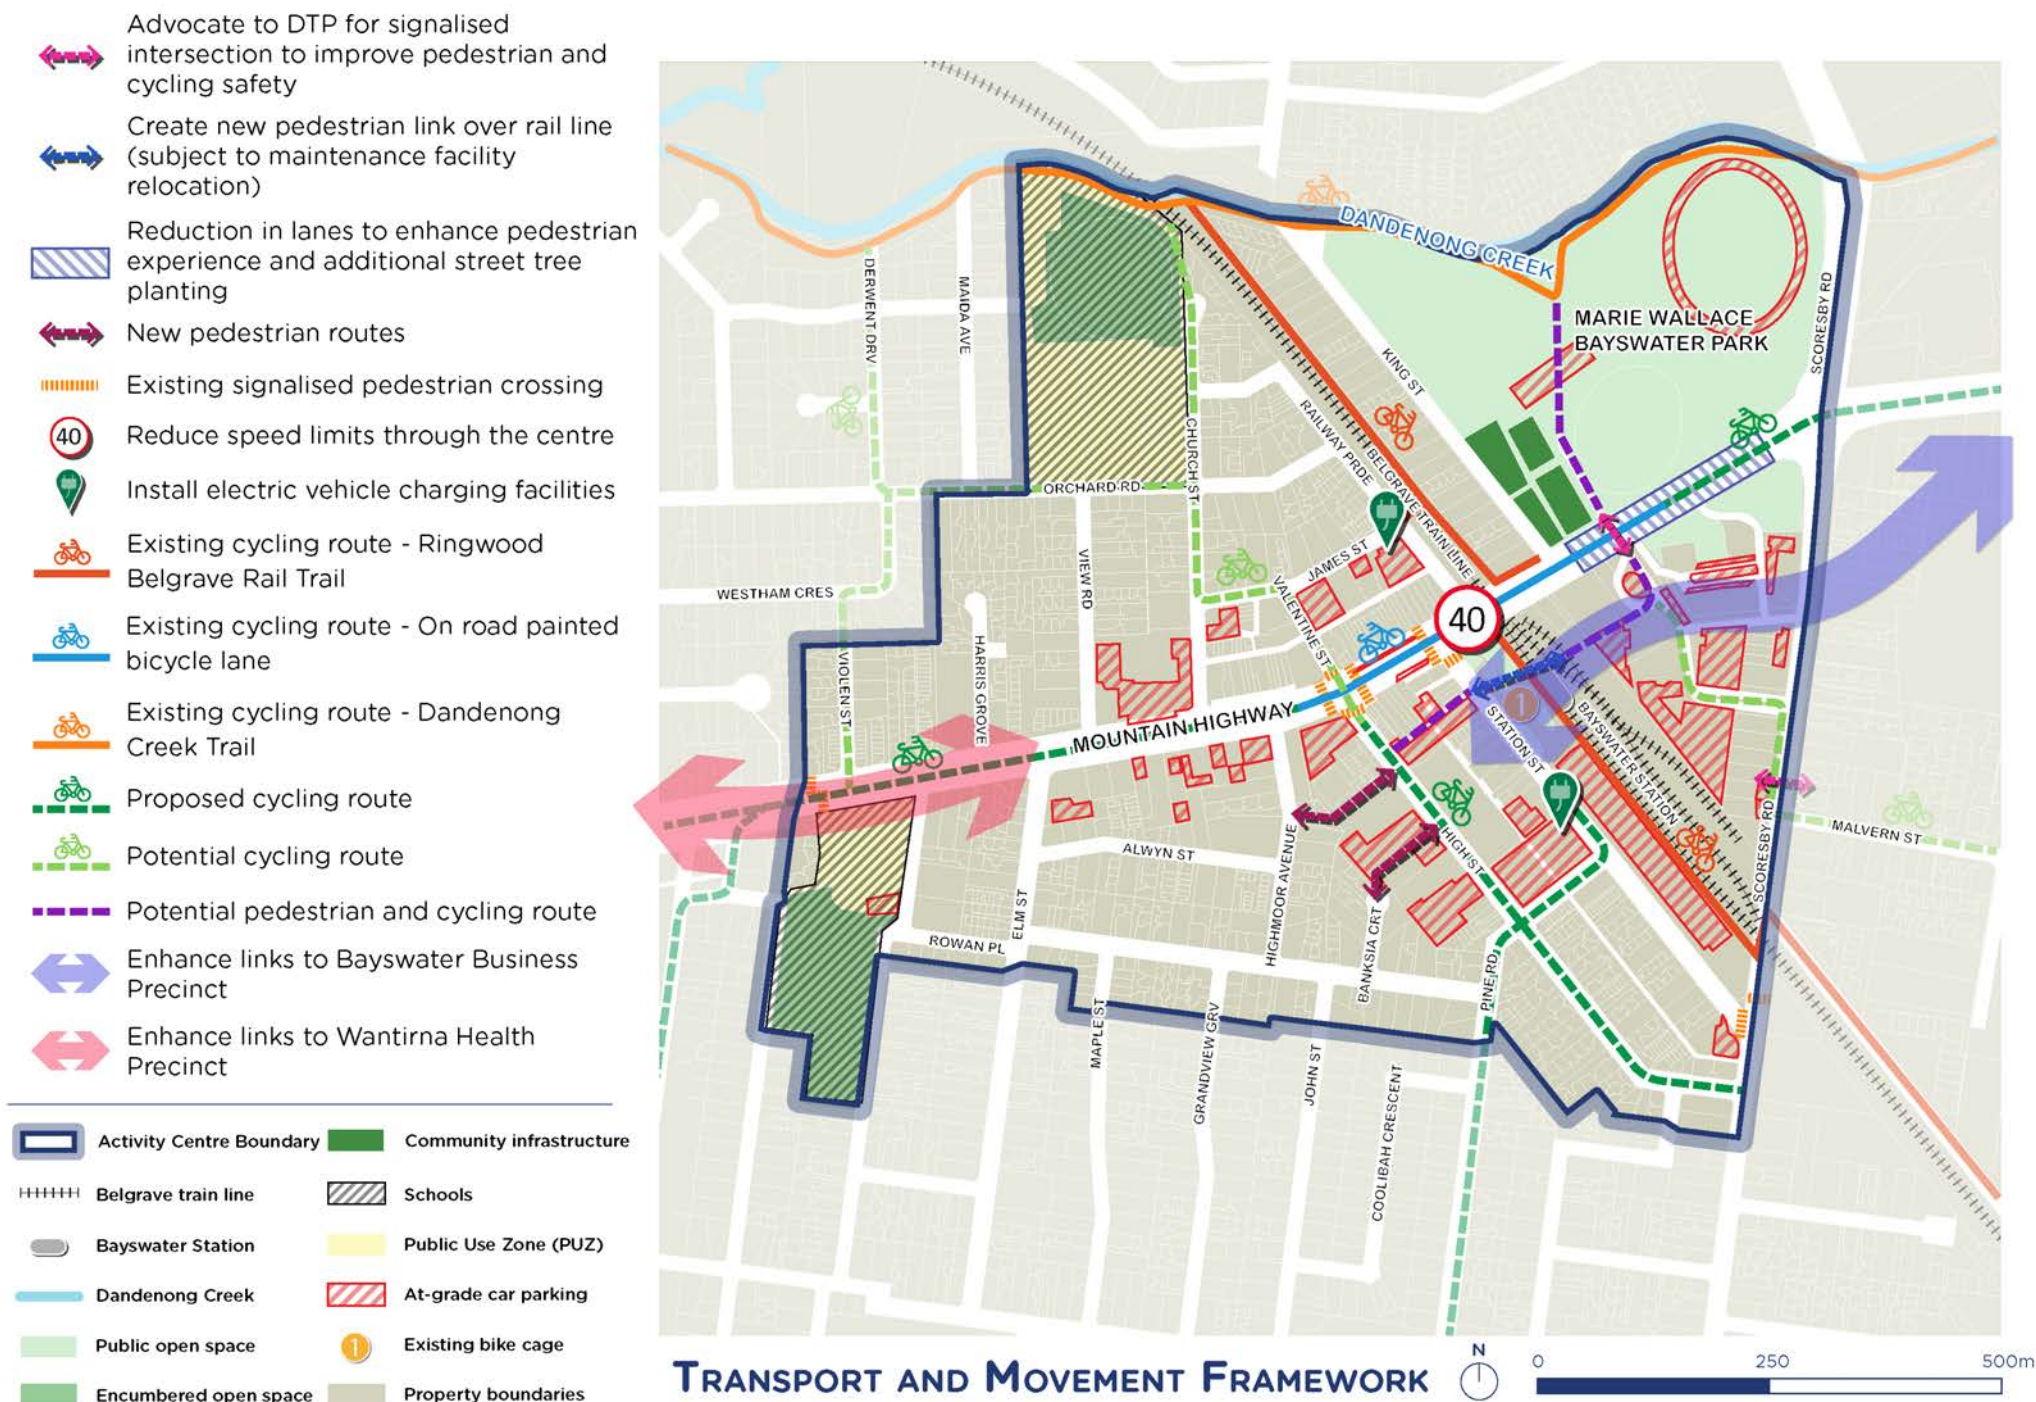 Advocate to DTP for signalised
intersection to improve pedestrian and
cycling safety
Create new pedestrian link over rail line
(subject to maintenance facility
relocation)
Reduction in lanes to enhance pedestrian
experience and additional street tree
planting
New pedestrian routes
Existing signalised pedestrian crossing
40
Reduce speed limits through the centre
Install electric vehicle charging facilities
Existing cycling route - Ringwood
Belgrave Rail Trail
Existing cycling route - On road painted
bicycle lane
Existing cycling route - Dandenong
Creek Trail
Proposed cycling route
Potential cycling route
Potential pedestrian and cycling route
Enhance links to Bayswater Business
Precinct
Enhance links to Wantirna Health
Precinct
Activity Centre Boundary
Community infrastructure
Belgrave train line
Schools
Bayswater Station
Public Use Zone (PUZ)
Dandenong Creek
At-grade car parking
Public open space
1
Existing bike cage
Encumbered open space
Property boundaries
DANDENONG CREEK
MARIE WALLACE
BAYSWATER PARK
SCORESBY RD
DERWENT DRV
MAIDA AVE
KING ST
RAILWAY PRDE
BELGRAVE TRAIN LINE
CHURCH ST
ORCHARD RD
VIEW RD
JAMES ST
VALENTINE ST
WESTHAM CRES
HARRIS GROVE
VIOLEN ST
40
1
MOUNTAIN HIGHWAY
STATION ST
BAYSWATER STATION
HIGH ST
SCORESBY RD
MALVERN ST
ALWYN ST
HIGHMOOR AVENUE
ELM ST
ROWAN PL
BANKSIA CRT
PINE RD
MAPLE ST
GRANDVIEW GRV
JOHN ST
COOLIBAH CRESCENT
TRANSPORT AND MOVEMENT FRAMEWORK
N
0 250 500m